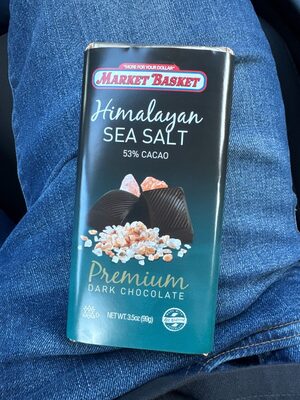 "MORE FOR YOUR DOLLAR"
MARKET BASKET
Himalayan
SEA SALT
53% CACAO
Premium
DARK CHOCOLATE
NET WT. 3.5oz (99g)